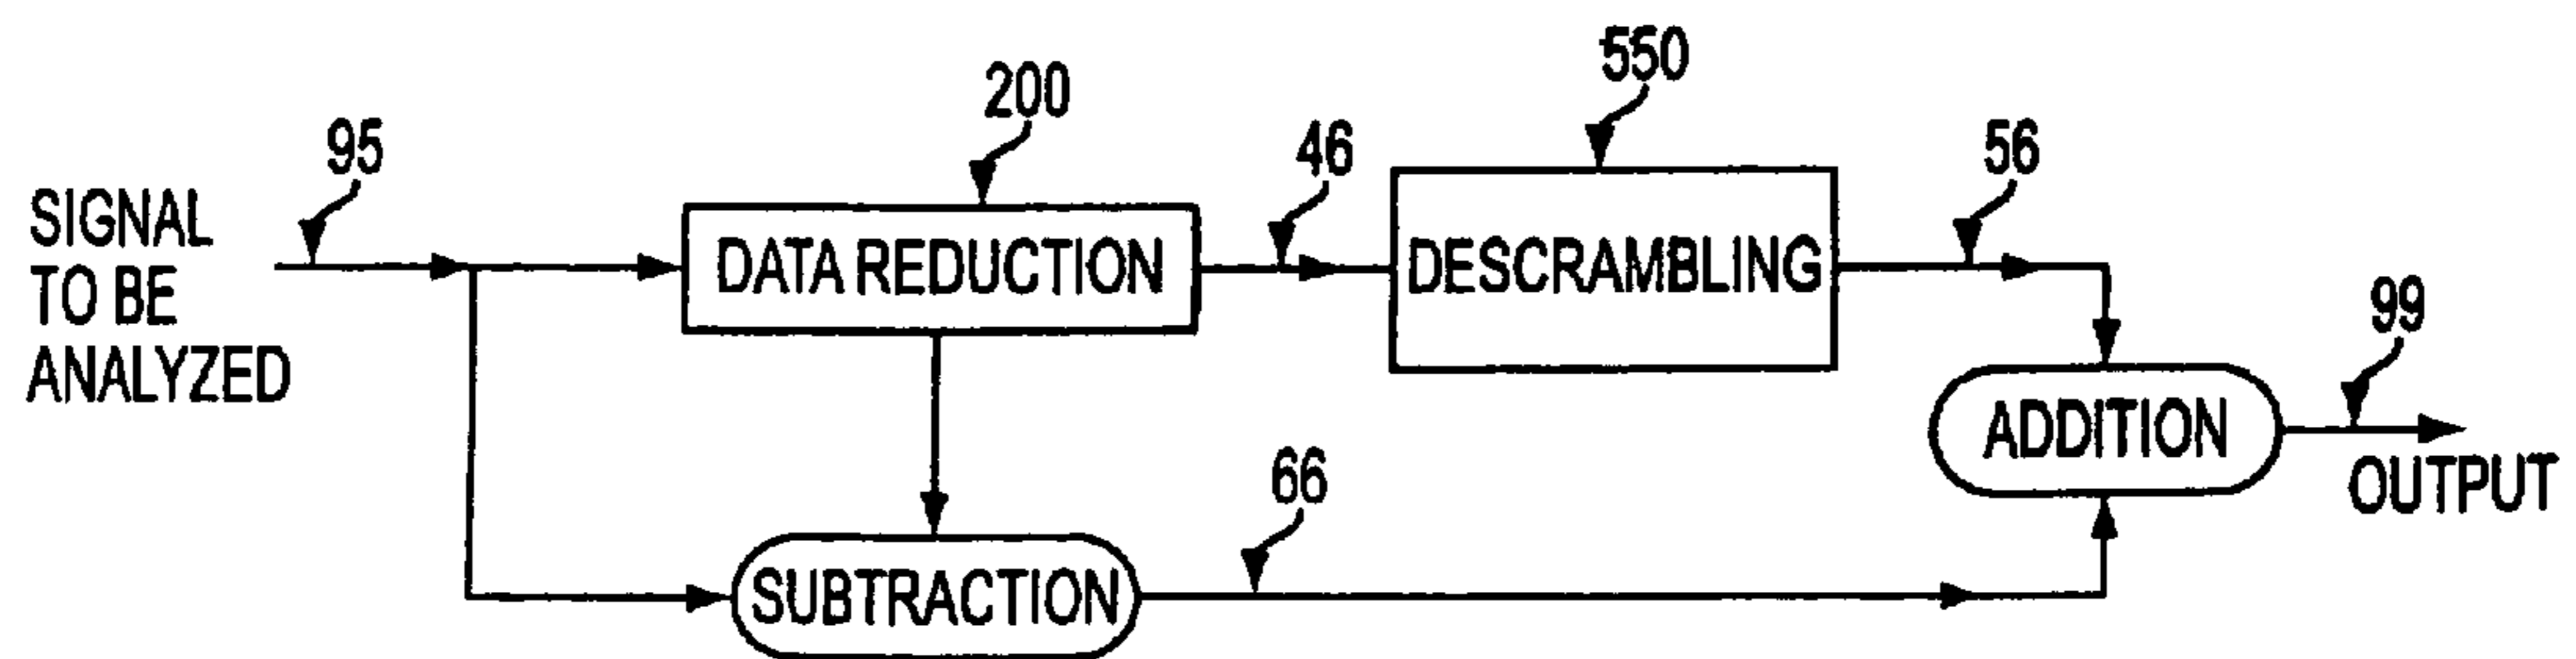 550
200
95
46
56
SIGNAL
TO BE
ANALYZED
DATA REDUCTION
DESCRAMBLING
99
ADDITION
OUTPUT
66
SUBTRACTION